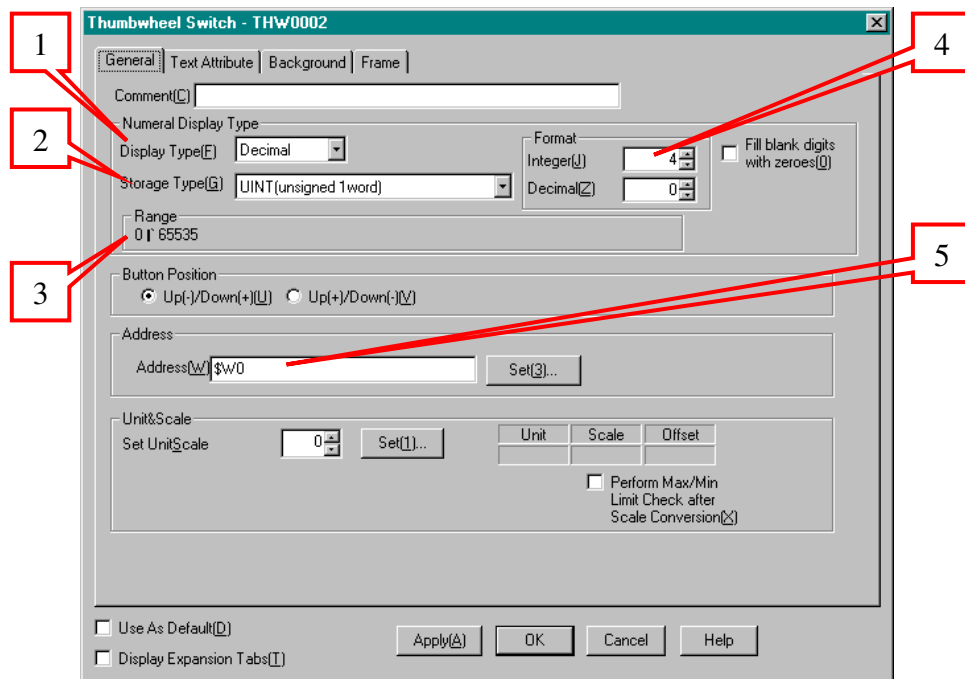 Thumbwheel Switch - THW0002
1
2
3
4
5
General Text Attribute Background Frame
Comment(C)
Numeral Display Type
Display Type(F) Decimal
Storage Type(G) UINT(unsigned 1word)
Format
Integer(J) 4
Decimal(Z) 0
Fill blank digits
with zeroes(0)
Range
0 65535
Button Position
Up(-)/Down(+)(U) Up(+)/Down(-)(V)
Address
Address(W) $W0 Set(3)...
Unit&Scale
Set UnitScale 0 Set(1)...
Unit Scale Offset
Perform Max/Min
Limit Check after
Scale Conversion(X)
Use As Default(D)
Display Expansion Tabs(T)
Apply(A) OK Cancel Help